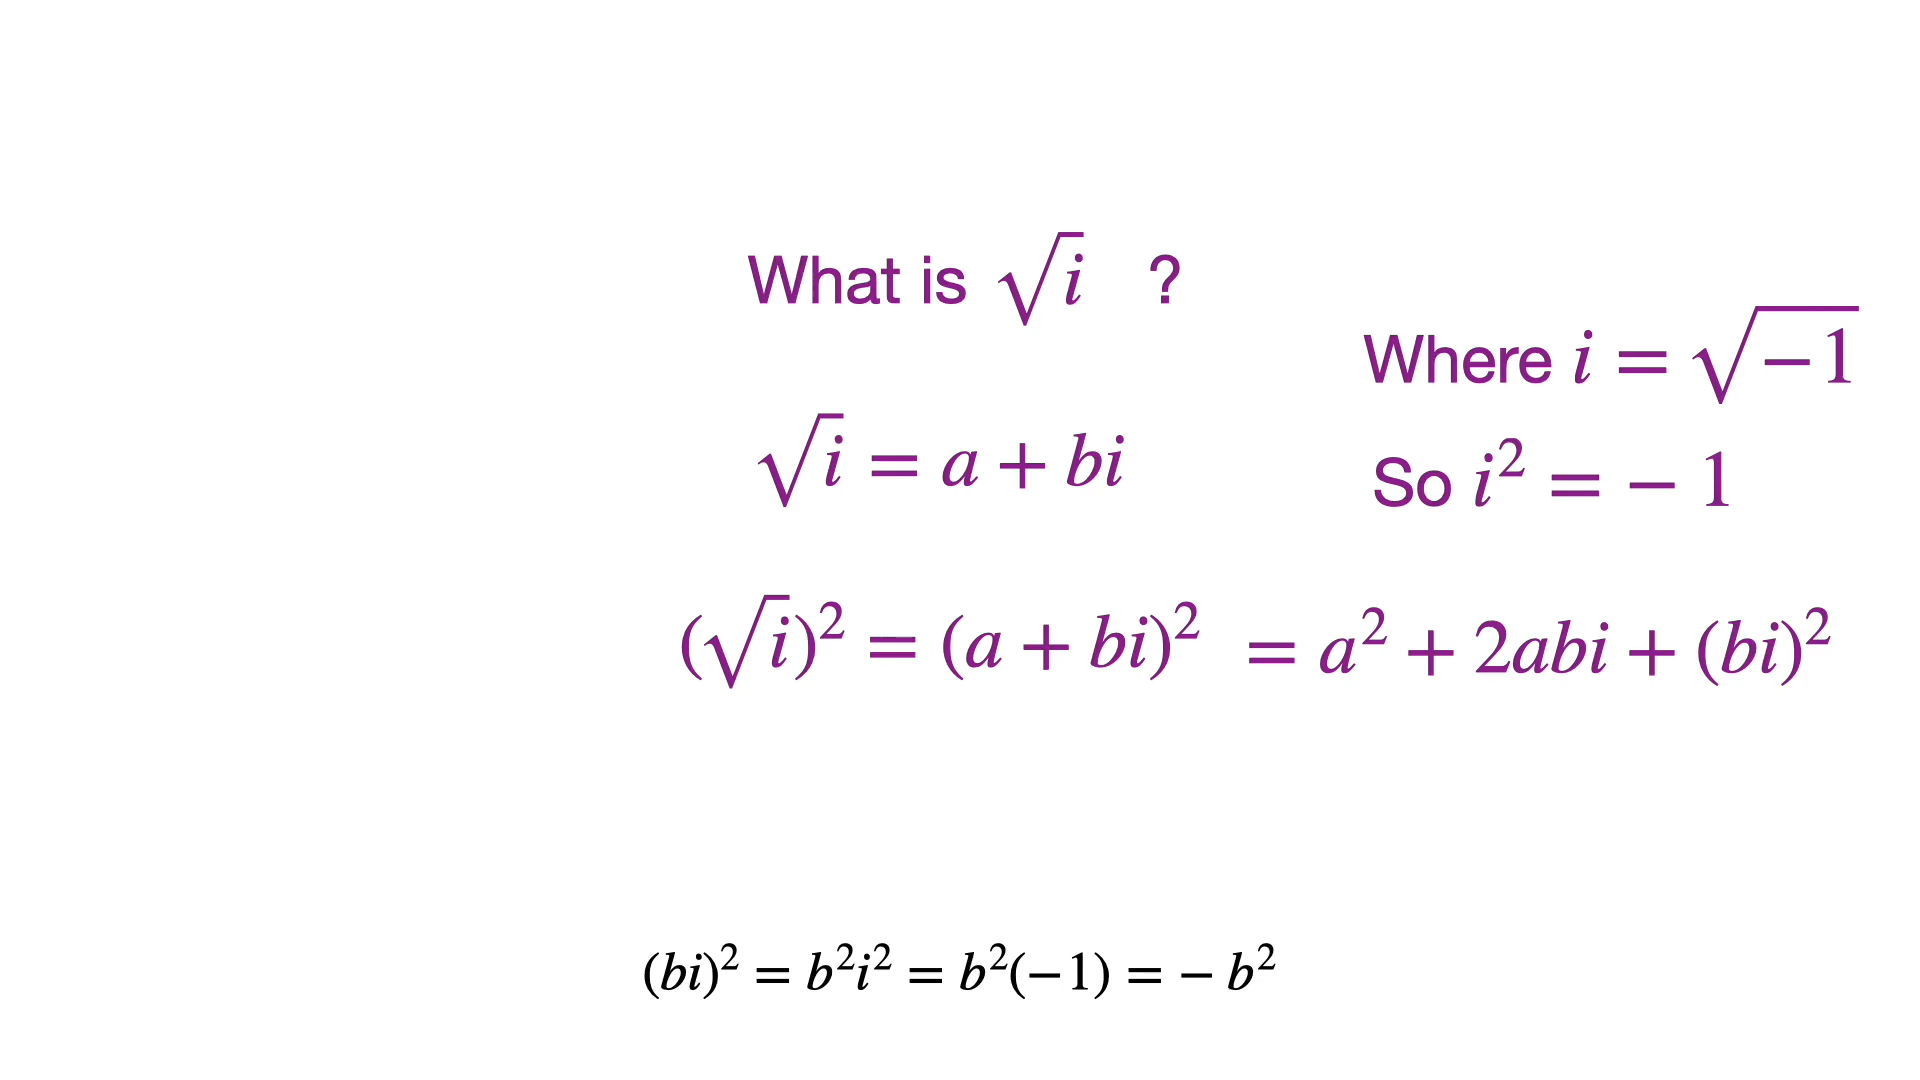 What is √i ?
Where i = √−1
√i = a + bi
So i² = − 1
(√i)² = (a + bi)² = a² + 2abi + (bi)²
(bi)² = b²i² = b²(−1) = − b²